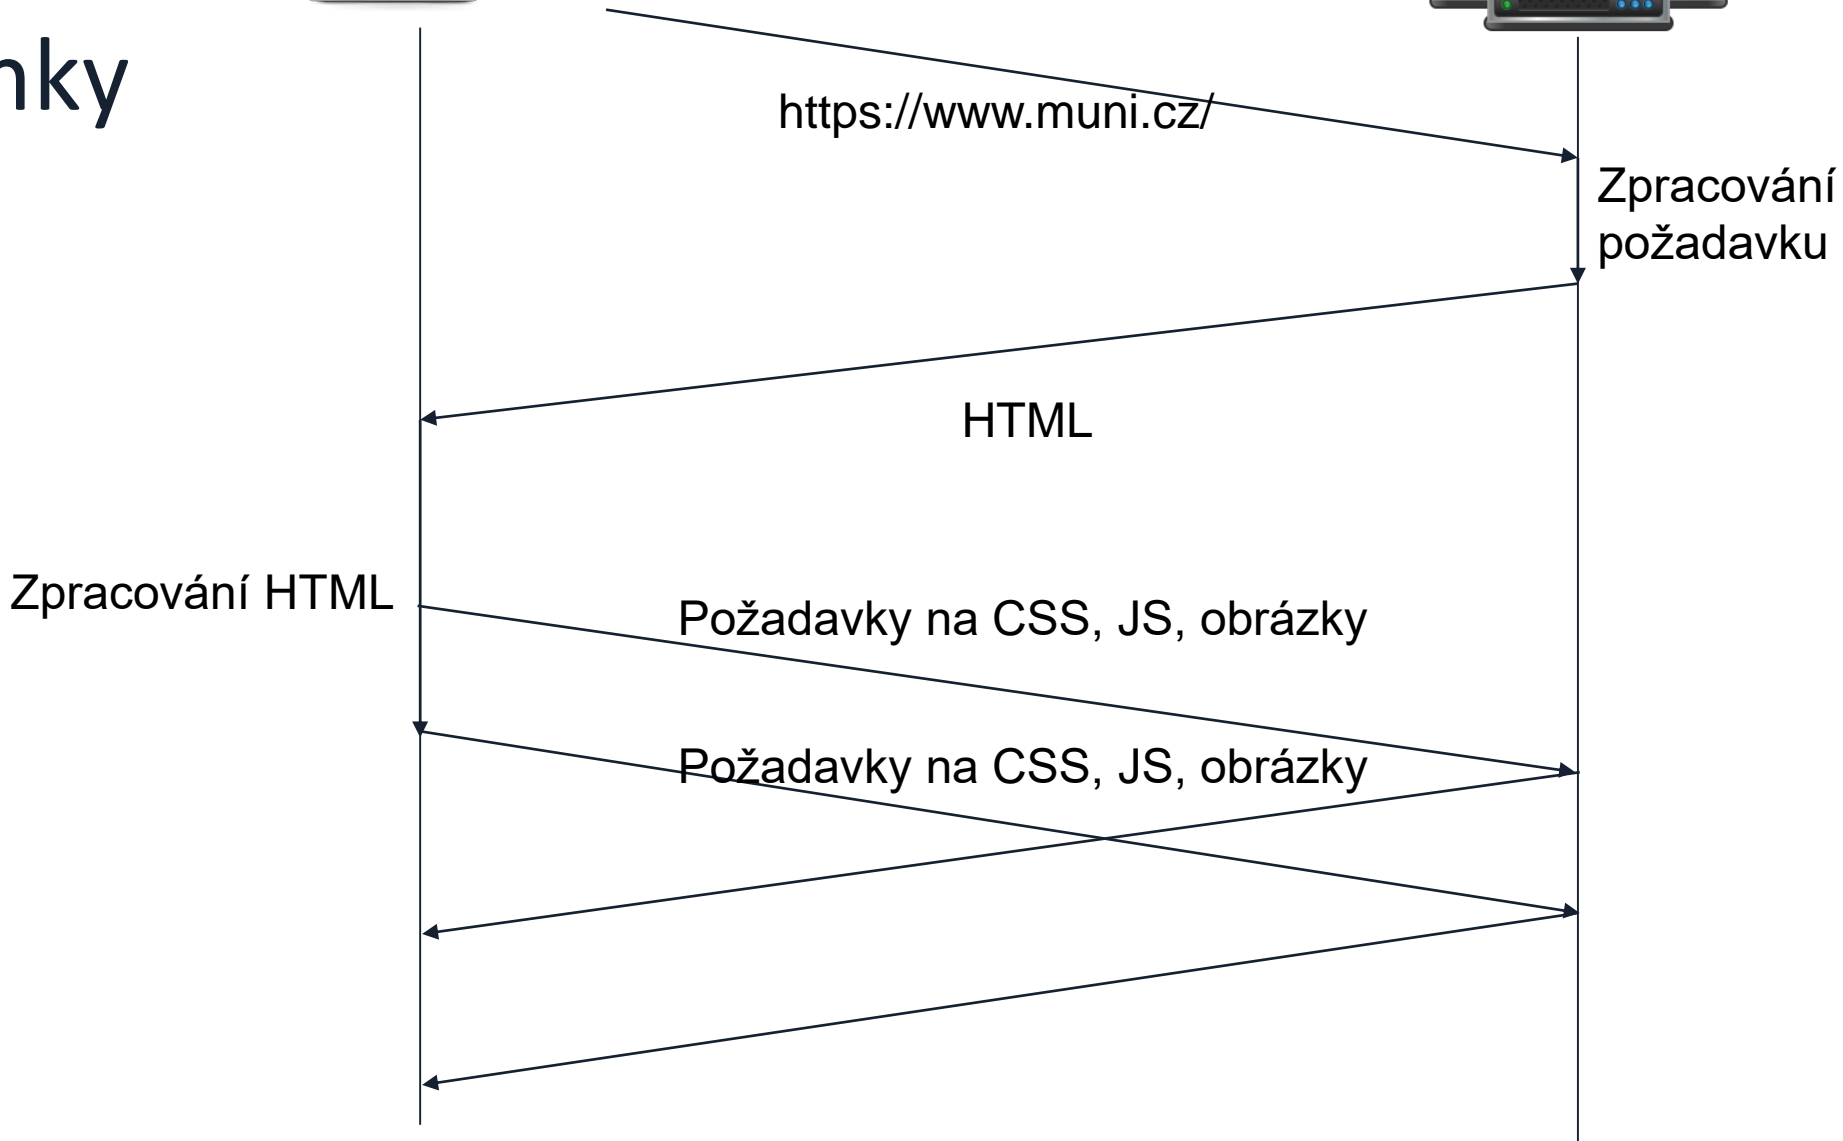 https://www.muni.cz/
Zpracování
požadavku
HTML
Zpracování HTML
Požadavky na CSS, JS, obrázky
Požadavky na CSS, JS, obrázky